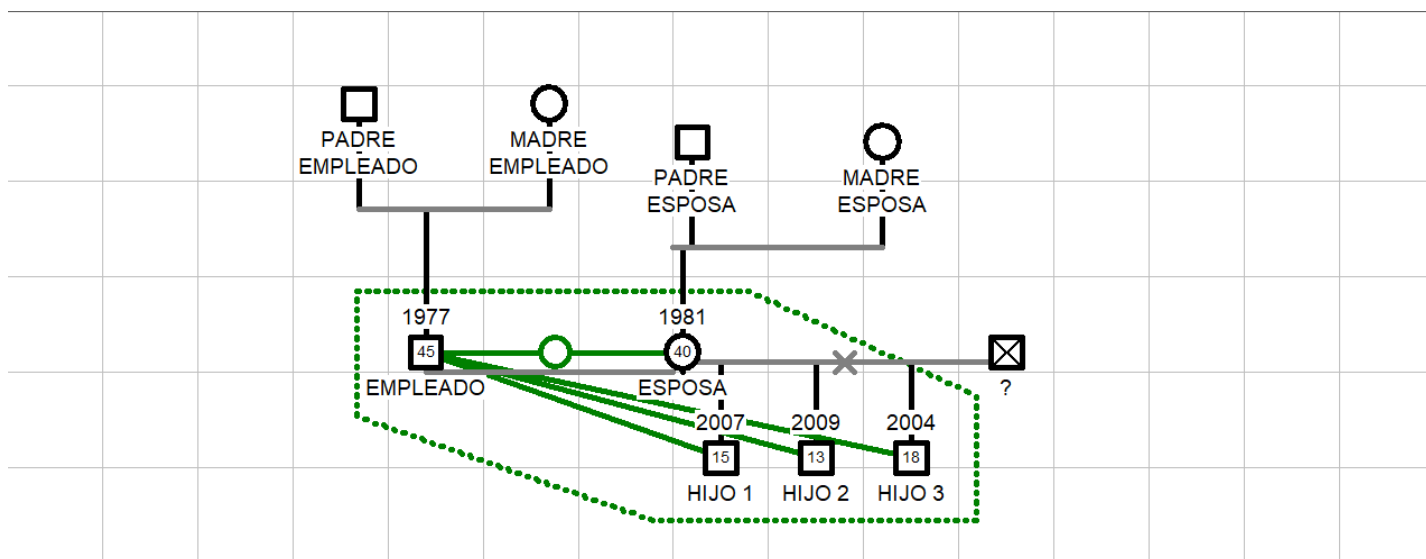 PADRE
EMPLEADO
MADRE
EMPLEADO
PADRE
ESPOSA
MADRE
ESPOSA
1977
1981
45
40
EMPLEADO
ESPOSA
?
2007
2009
2004
15
13
18
HIJO 1
HIJO 2
HIJO 3